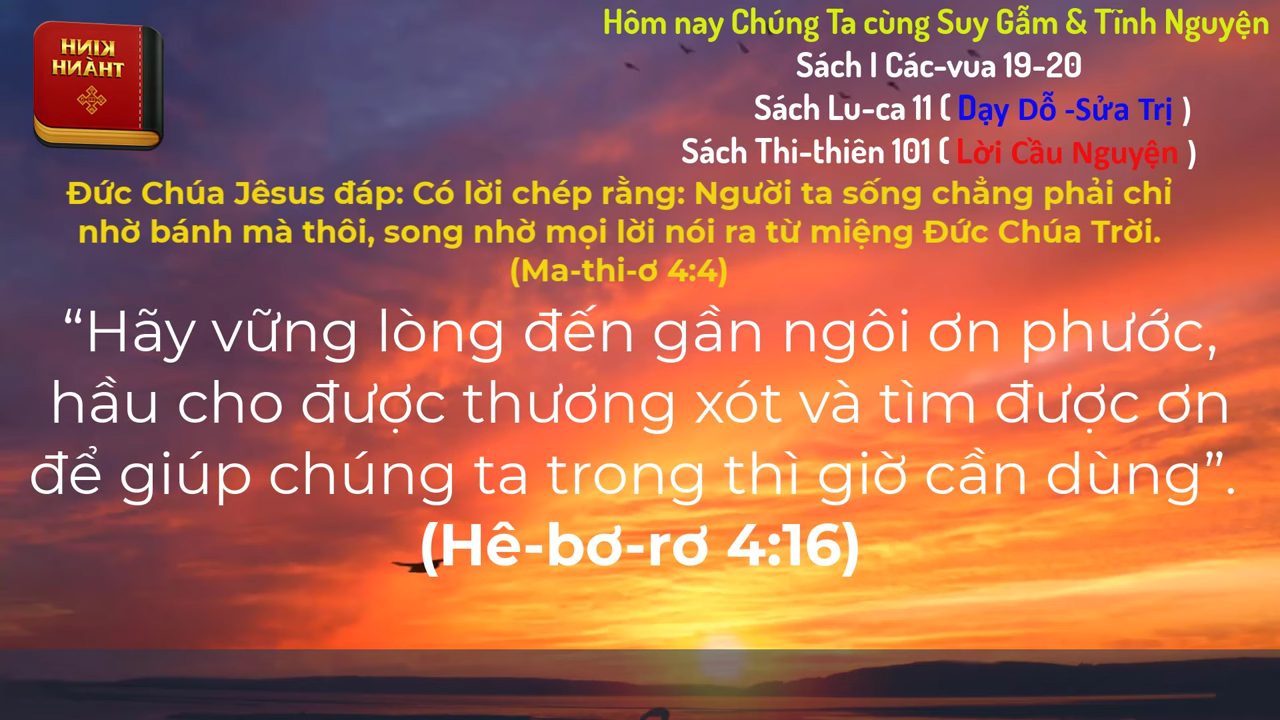 KINH
THÀNH
Hôm nay Chúng Ta cùng Suy Gẫm & Tĩnh Nguyện
Sách I Các-vua 19-20
Sách Lu-ca 11 ( Dạy Dỗ -Sửa Trị )
Sách Thi-thiên 101 ( Lời Cầu Nguyện )
Đức Chúa Jêsus đáp: Có lời chép rằng: Người ta sống chẳng phải chỉ
nhờ bánh mà thôi, song nhờ mọi lời nói ra từ miệng Đức Chúa Trời.
(Ma-thi-ơ 4:4)
“Hãy vững lòng đến gần ngôi ơn phước,
hầu cho được thương xót và tìm được ơn
để giúp chúng ta trong thì giờ cần dùng”.
(Hê-bơ-rơ 4:16)